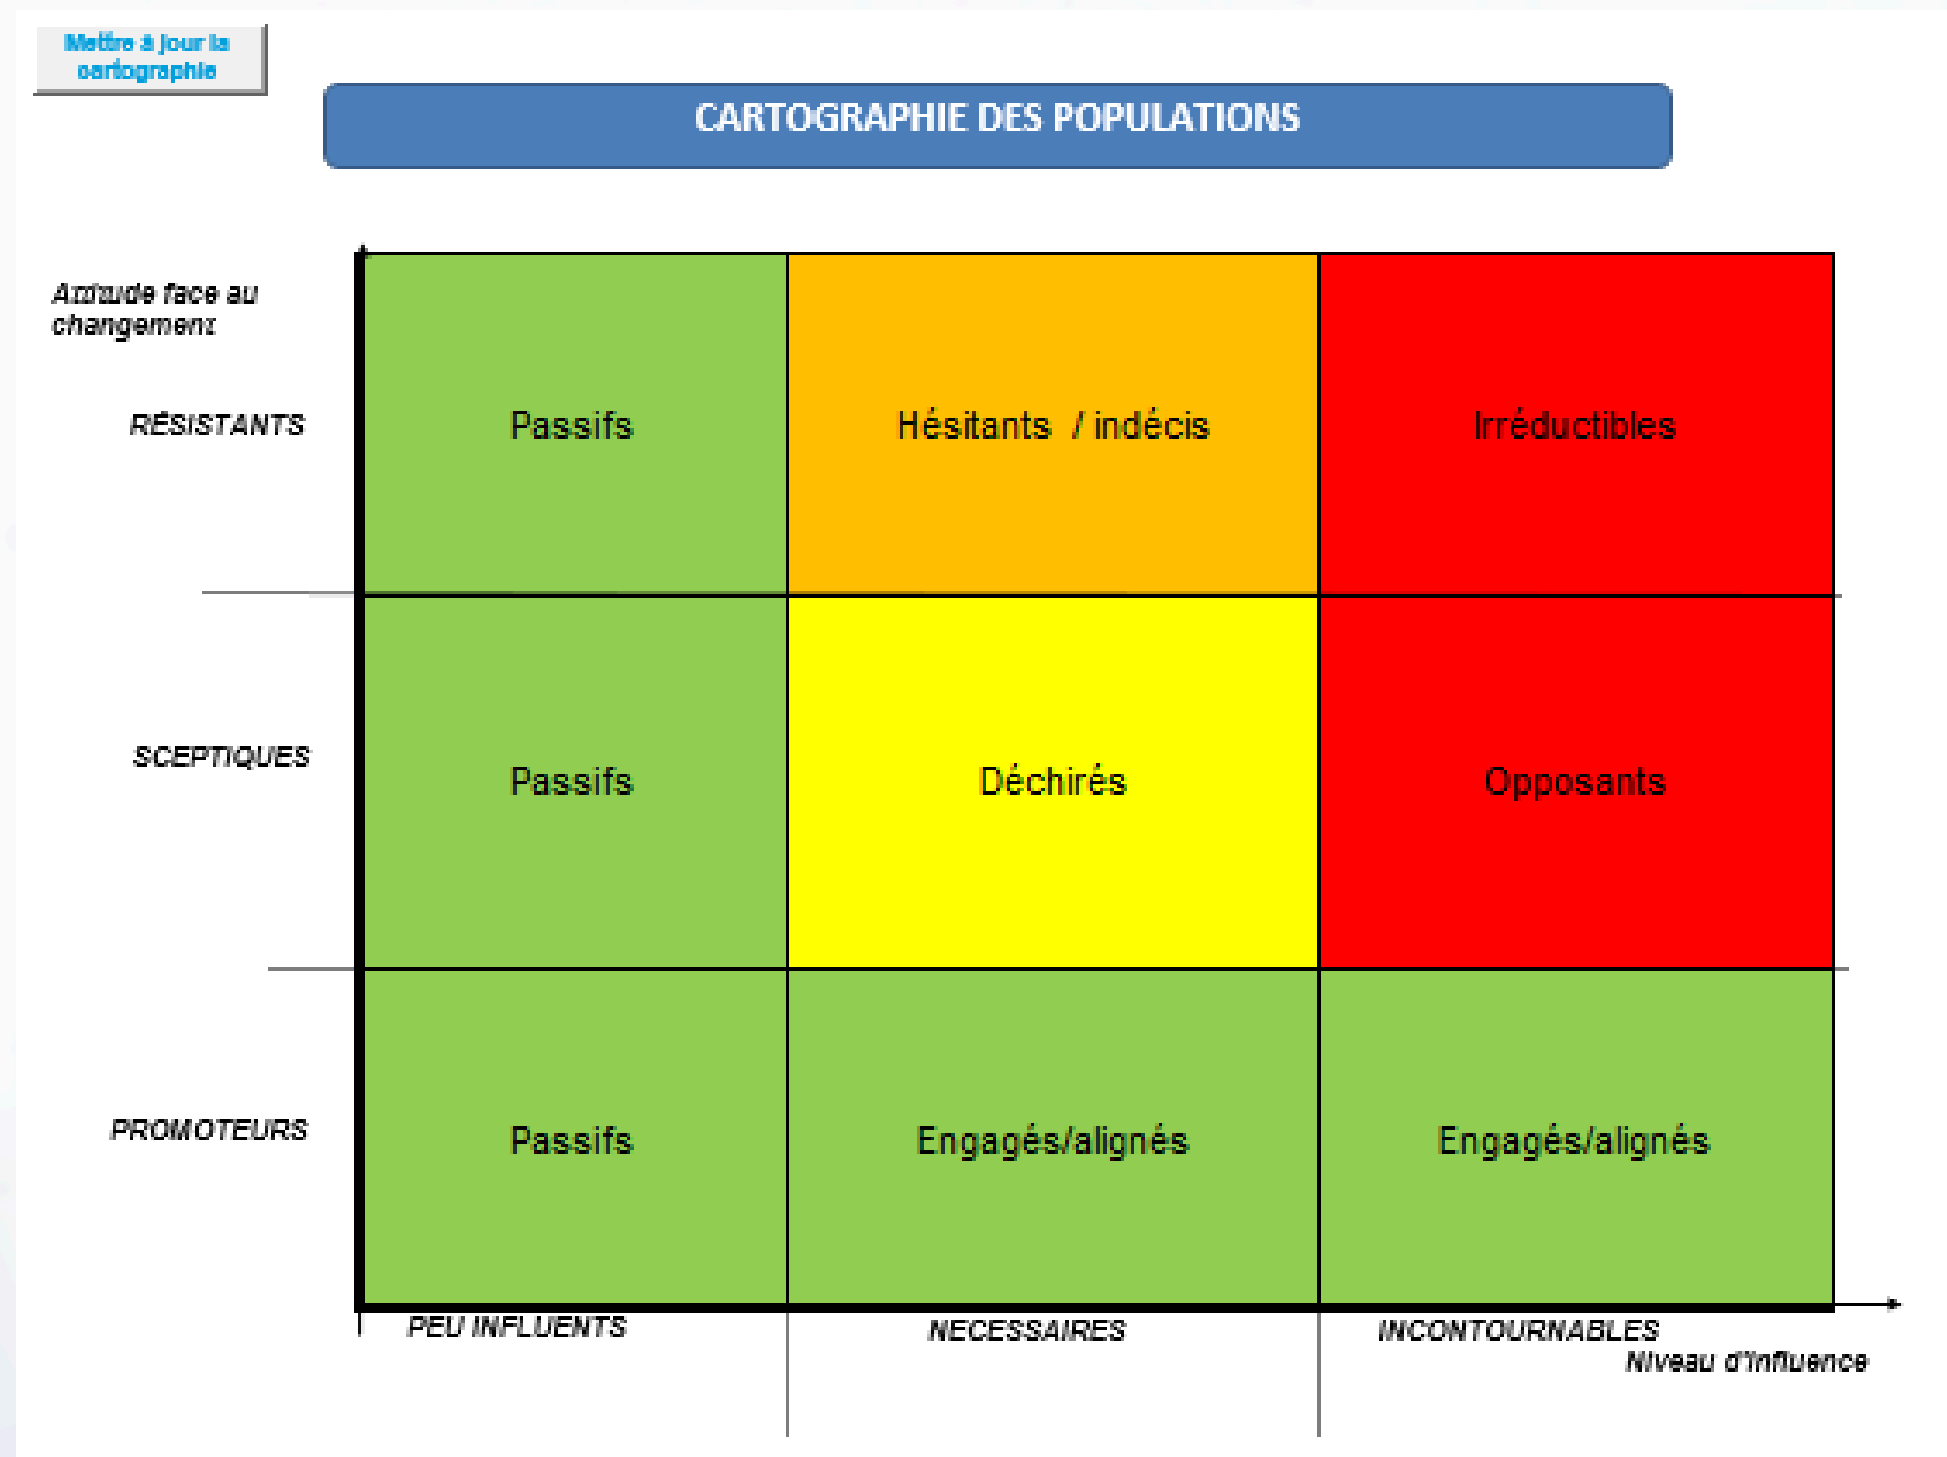 Mettre à jour la
cartographie
CARTOGRAPHIE DES POPULATIONS
Attitude face au
changement
RÉSISTANTS
Passifs
Hésitants / indécis
Irréductibles
SCEPTIQUES
Passifs
Déchirés
Opposants
PROMOTEURS
Passifs
Engagés/alignés
Engagés/alignés
PEU INFLUENTS
NECESSAIRES
INCONTOURNABLES
Niveau d'influence